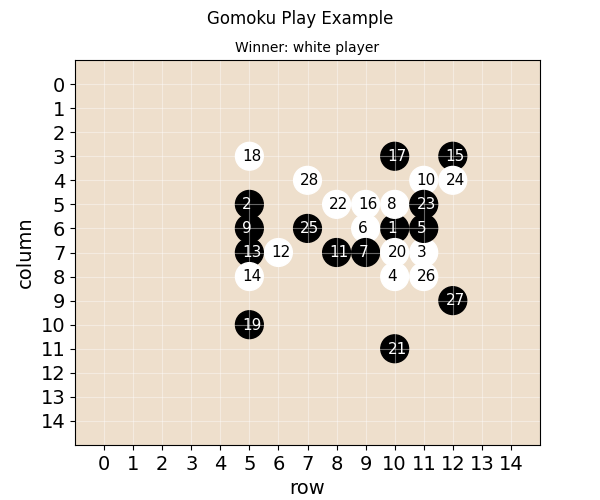 Gomoku Play Example
Winner: white player
0
1
2
3 18 17 15
4 28 10 24
5 2 22 16 8 23
6 9 25 6 1 5
7 13 12 11 7 20 3
8 14 4 26
9 27
10 19
11 21
12
13
14
column
0 1 2 3 4 5 6 7 8 9 10 11 12 13 14
row